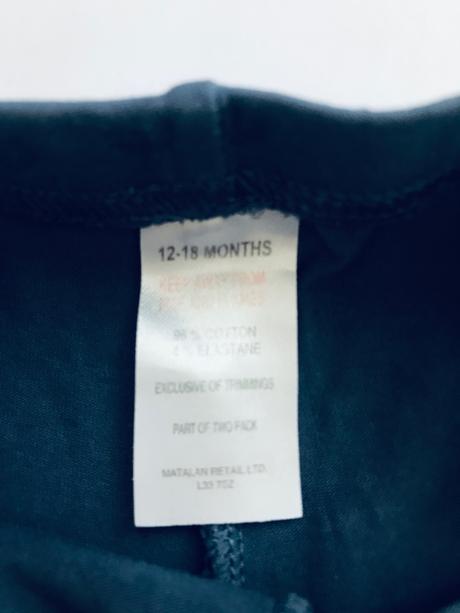 12-18 MONTHS
KEEP AWAY FROM
FIRE AND FLAMES
96 % COTTON
4 % ELASTANE
EXCLUSIVE OF TRIMMINGS
PART OF TWO PACK
MATALAN RETAIL LTD.
L33 7SZ